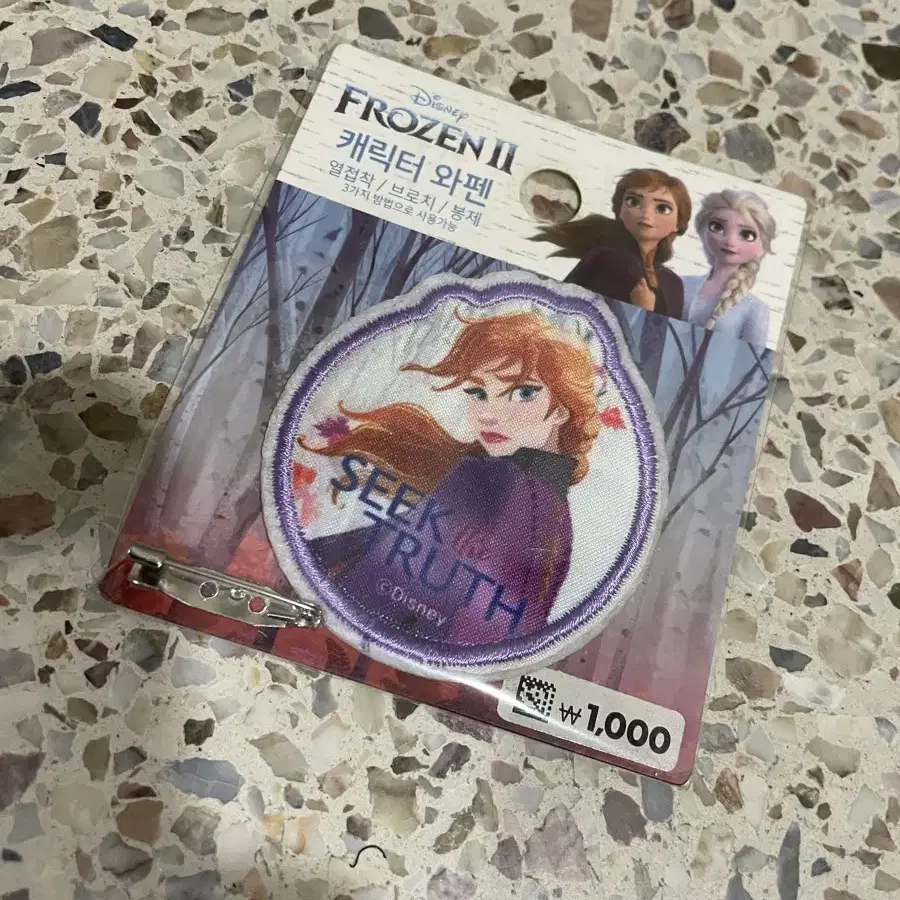 Disney
FROZEN II
캐릭터 와펜
열접착 / 브로치 / 봉제
3가지 방법으로 사용가능
SEEK the
TRUTH
©Disney
₩1,000